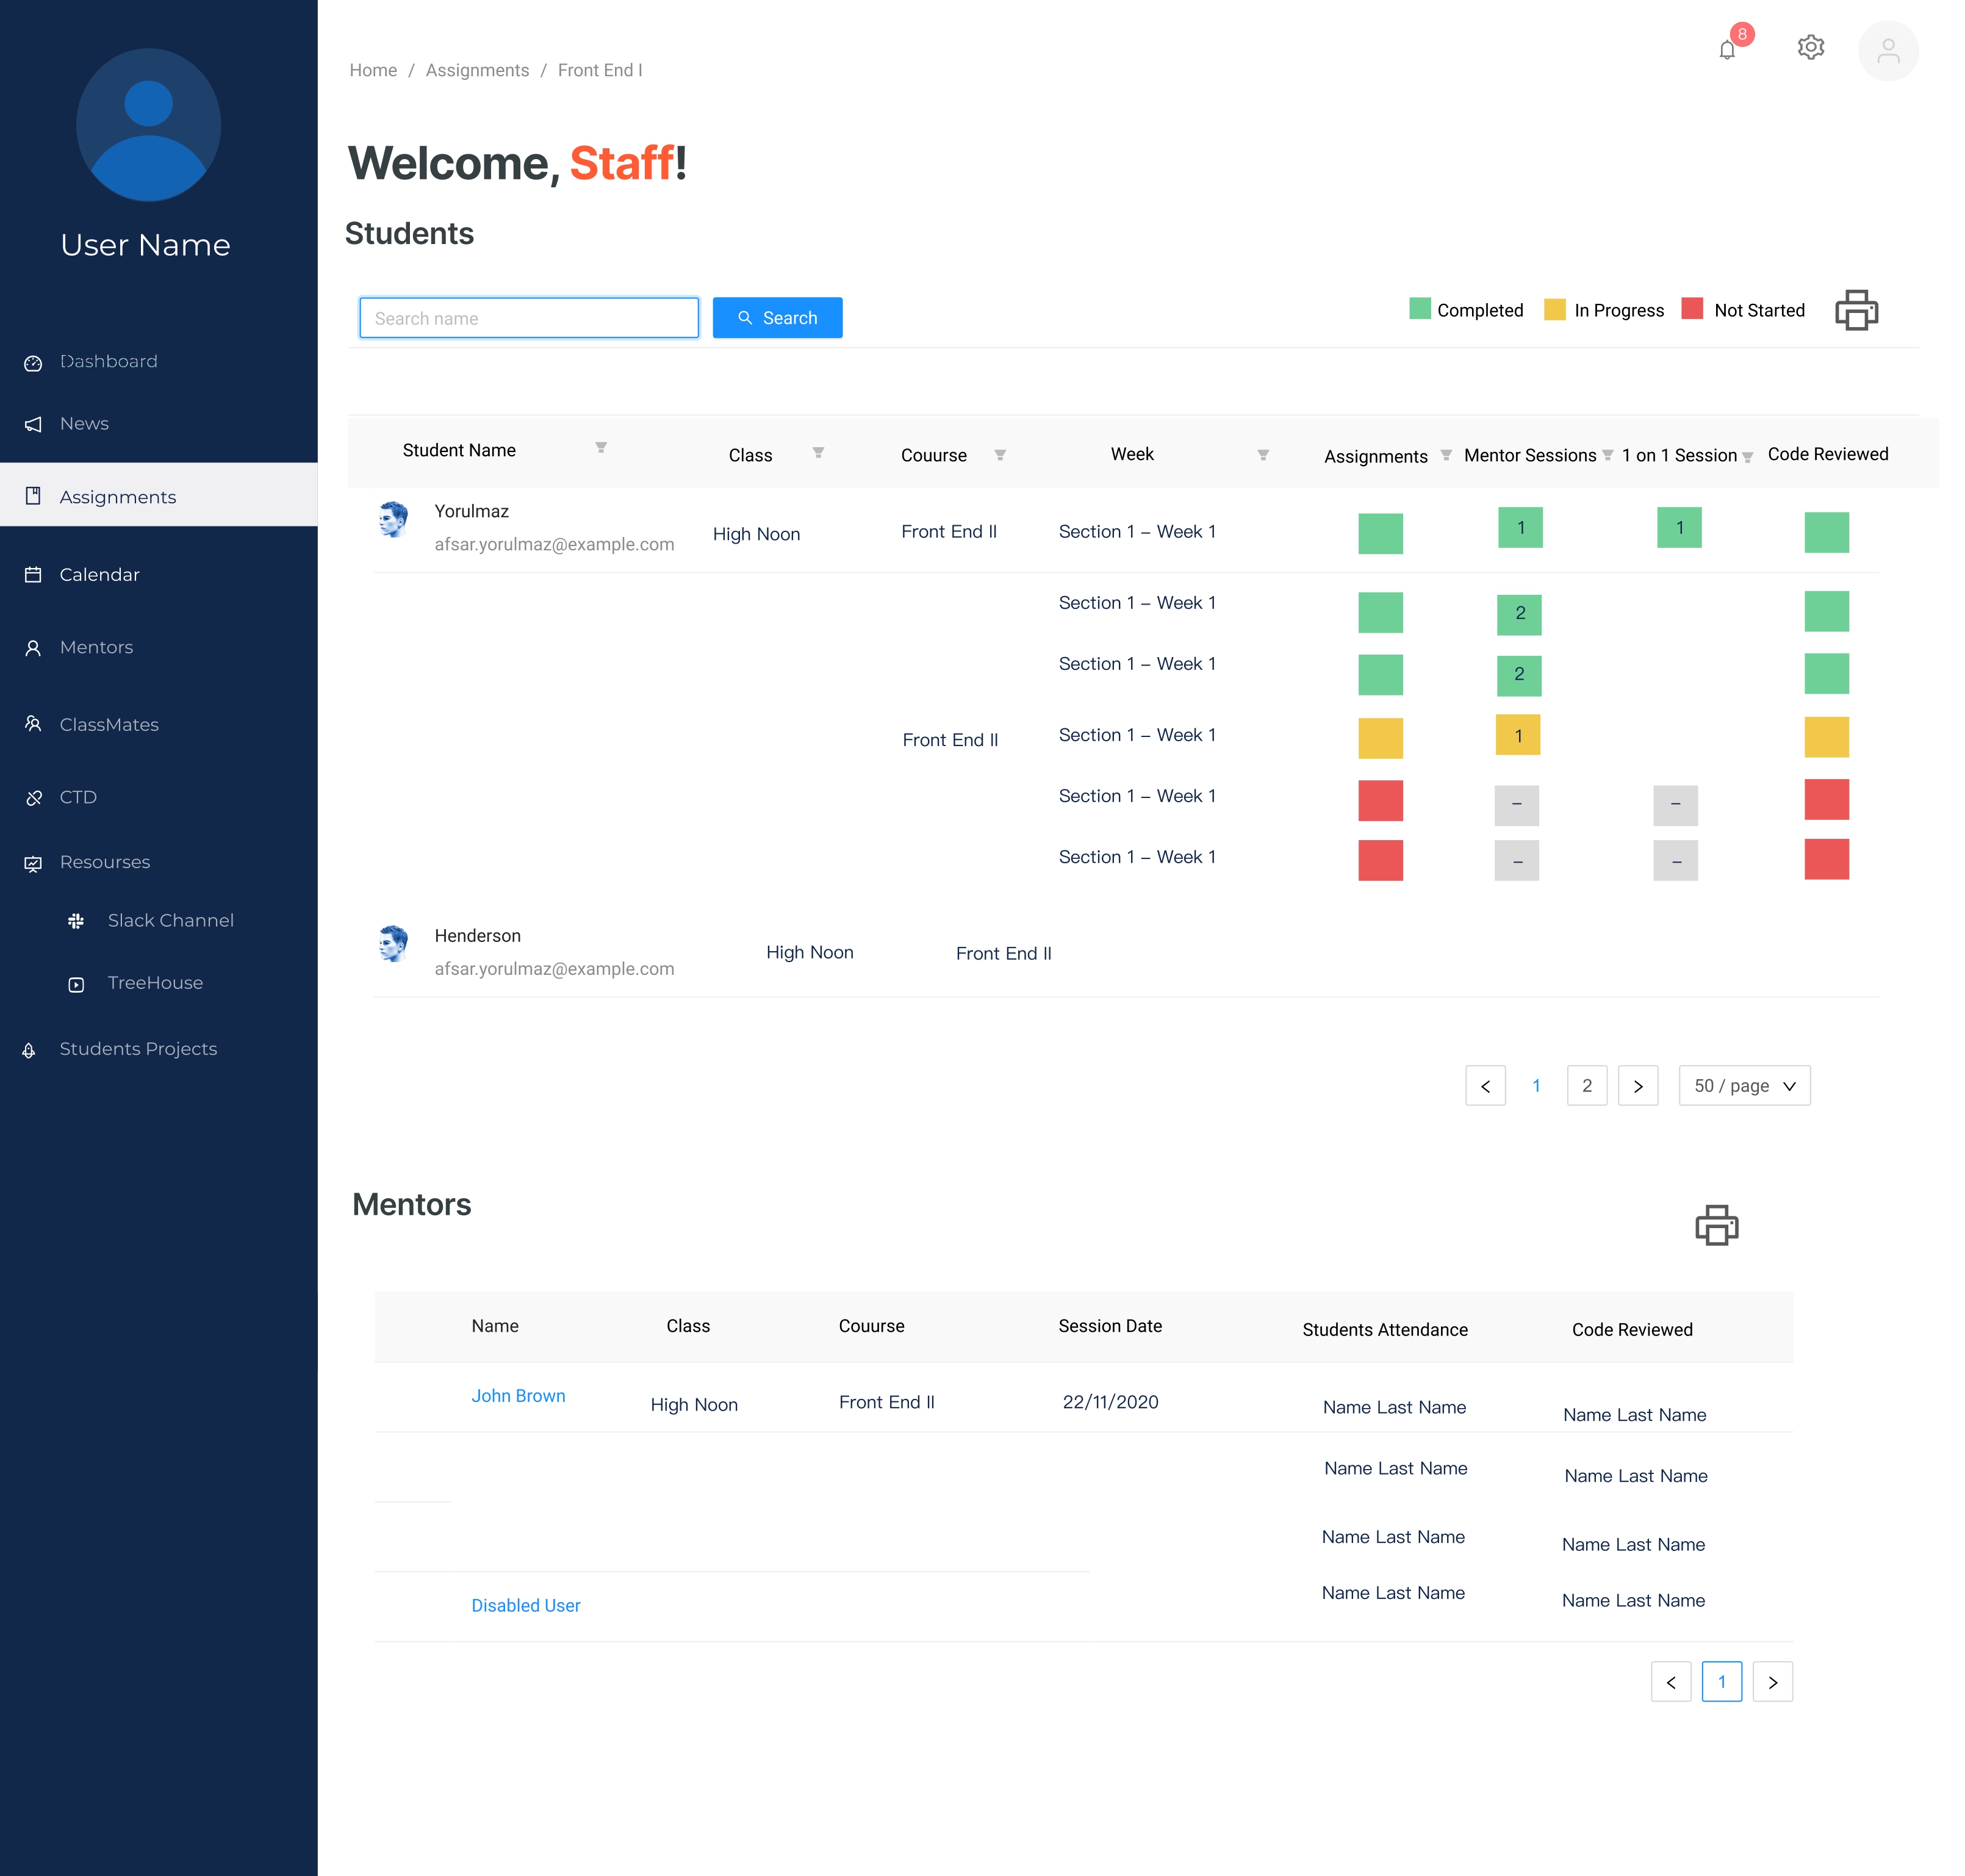 User Name
Dashboard
News
Assignments
Calendar
Mentors
ClassMates
CTD
Resourses
Slack Channel
TreeHouse
Students Projects
8
Home / Assignments / Front End I
Welcome, Staff!
Students
Search name
Search
Completed
In Progress
Not Started
Student Name Class Couurse Week Assignments Mentor Sessions 1 on 1 Session Code Reviewed
Yorulmaz
afsar.yorulmaz@example.com
High Noon Front End II Section 1 – Week 1 1 1
Section 1 – Week 1 2
Section 1 – Week 1 2
Front End II Section 1 – Week 1 1
Section 1 – Week 1 – –
Section 1 – Week 1 – –
Henderson
afsar.yorulmaz@example.com
High Noon Front End II
< 1 2 > 50 / page
Mentors
Name Class Couurse Session Date Students Attendance Code Reviewed
John Brown High Noon Front End II 22/11/2020 Name Last Name Name Last Name
Name Last Name Name Last Name
Name Last Name Name Last Name
Name Last Name Name Last Name
Disabled User
< 1 >